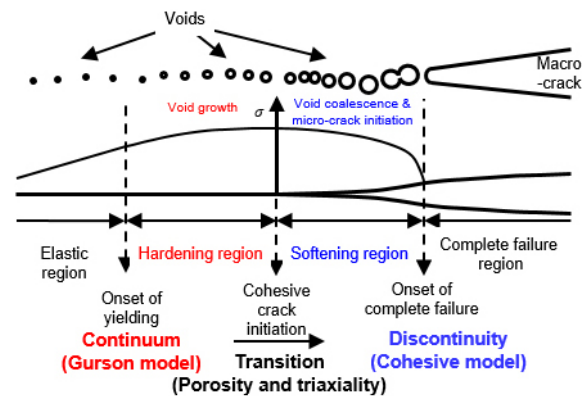 Voids
Macro
-crack
Void growth
σ
Void coalescence &
micro-crack initiation
Elastic
region
Hardening region
Softening region
Complete failure
region
Onset of
yielding
Cohesive
crack
initiation
Onset of
complete failure
Continuum
(Gurson model)
Transition
(Porosity and triaxiality)
Discontinuity
(Cohesive model)